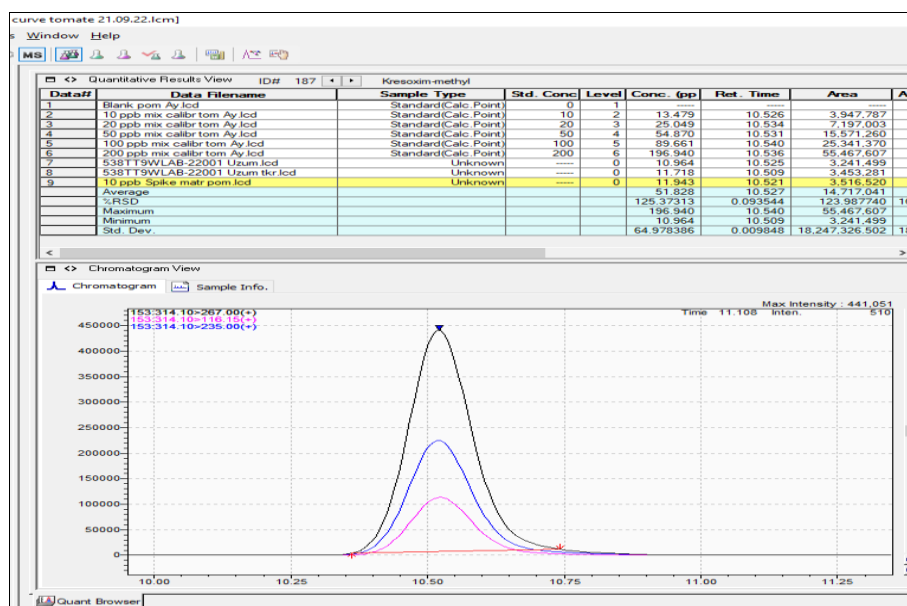 curve tomate 21.09.22.lcm]
s Window Help
MS
Quantitative Results View ID# 187 Kresoxim-methyl
Data# Data Filename Sample Type Std. Conc Level Conc. (pp Ret. Time Area A
1 Blank pom Ay.lcd Standard(Calc.Point) 0 1 ----- ----- -----
2 10 ppb mix calibr tom Ay.lcd Standard(Calc.Point) 10 2 13.479 10.526 3,947,787
3 20 ppb mix calibr tom Ay.lcd Standard(Calc.Point) 20 3 25.049 10.534 7,197,003
4 50 ppb mix calibr tom Ay.lcd Standard(Calc.Point) 50 4 54.870 10.531 15,571,260
5 100 ppb mix calibr tom Ay.lcd Standard(Calc.Point) 100 5 89.661 10.540 25,341,370
6 200 ppb mix calibr tom Ay.lcd Standard(Calc.Point) 200 6 196.940 10.536 55,467,607
7 538TT9WLAB-22001 Uzum.lcd Unknown ----- 0 10.964 10.525 3,241,499
8 538TT9WLAB-22001 Uzum tkr.lcd Unknown ----- 0 11.718 10.509 3,453,281
9 10 ppb Spike matr pom.lcd Unknown ----- 0 11.943 10.521 3,516,520
Average 51.828 10.527 14,717,041
%RSD 125.37313 0.093544 123.987740 10
Maximum 196.940 10.540 55,467,607
Minimum 10.964 10.509 3,241,499
Std. Dev. 64.978386 0.009848 18,247,326.502 18
Chromatogram View
Chromatogram Sample Info.
Max Intensity : 441,051
Time 11.108 Inten. 510
153:314.10>267.00(+)
153:314.10>116.15(+)
153:314.10>235.00(+)
450000
400000
350000
300000
250000
200000
150000
100000
50000
0
10.00 10.25 10.50 10.75 11.00 11.25
Quant Browser